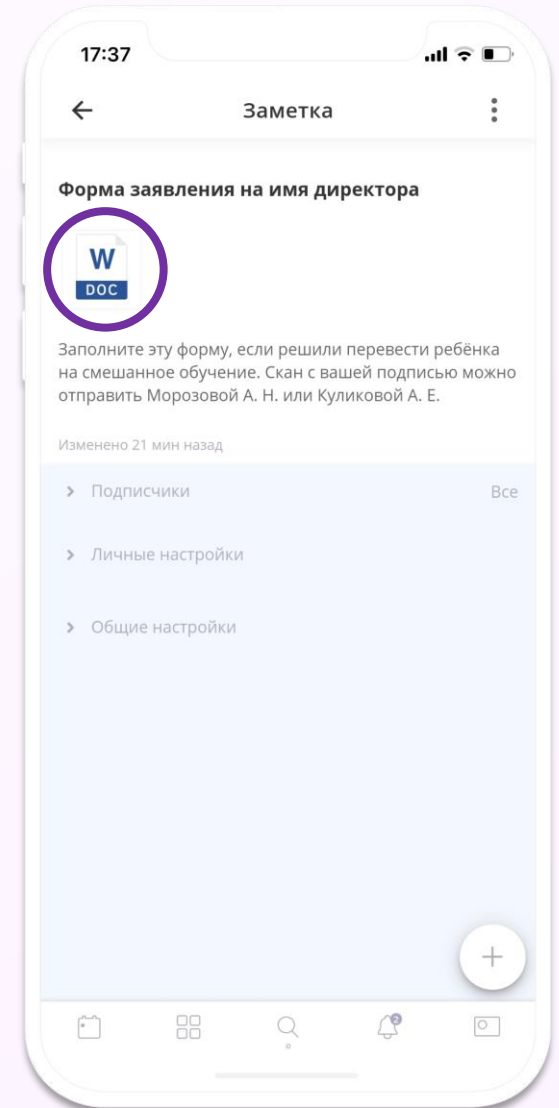 17:37
Заметка
Форма заявления на имя директора
W
DOC
Заполните эту форму, если решили перевести ребёнка
на смешанное обучение. Скан с вашей подписью можно
отправить Морозовой А. Н. или Куликовой А. Е.
Изменено 21 мин назад
Подписчики Все
Личные настройки
Общие настройки
2